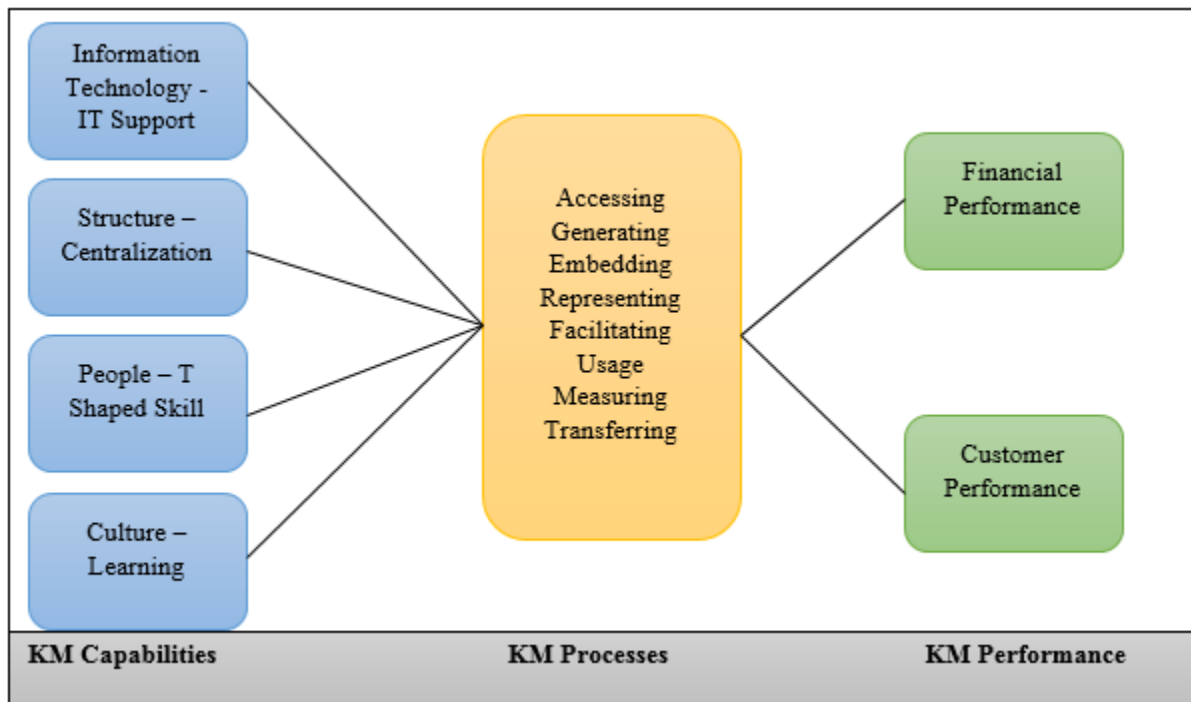 Information
Technology -
IT Support
Structure –
Centralization
People – T
Shaped Skill
Culture –
Learning
Accessing
Generating
Embedding
Representing
Facilitating
Usage
Measuring
Transferring
Financial
Performance
Customer
Performance
KM Capabilities
KM Processes
KM Performance